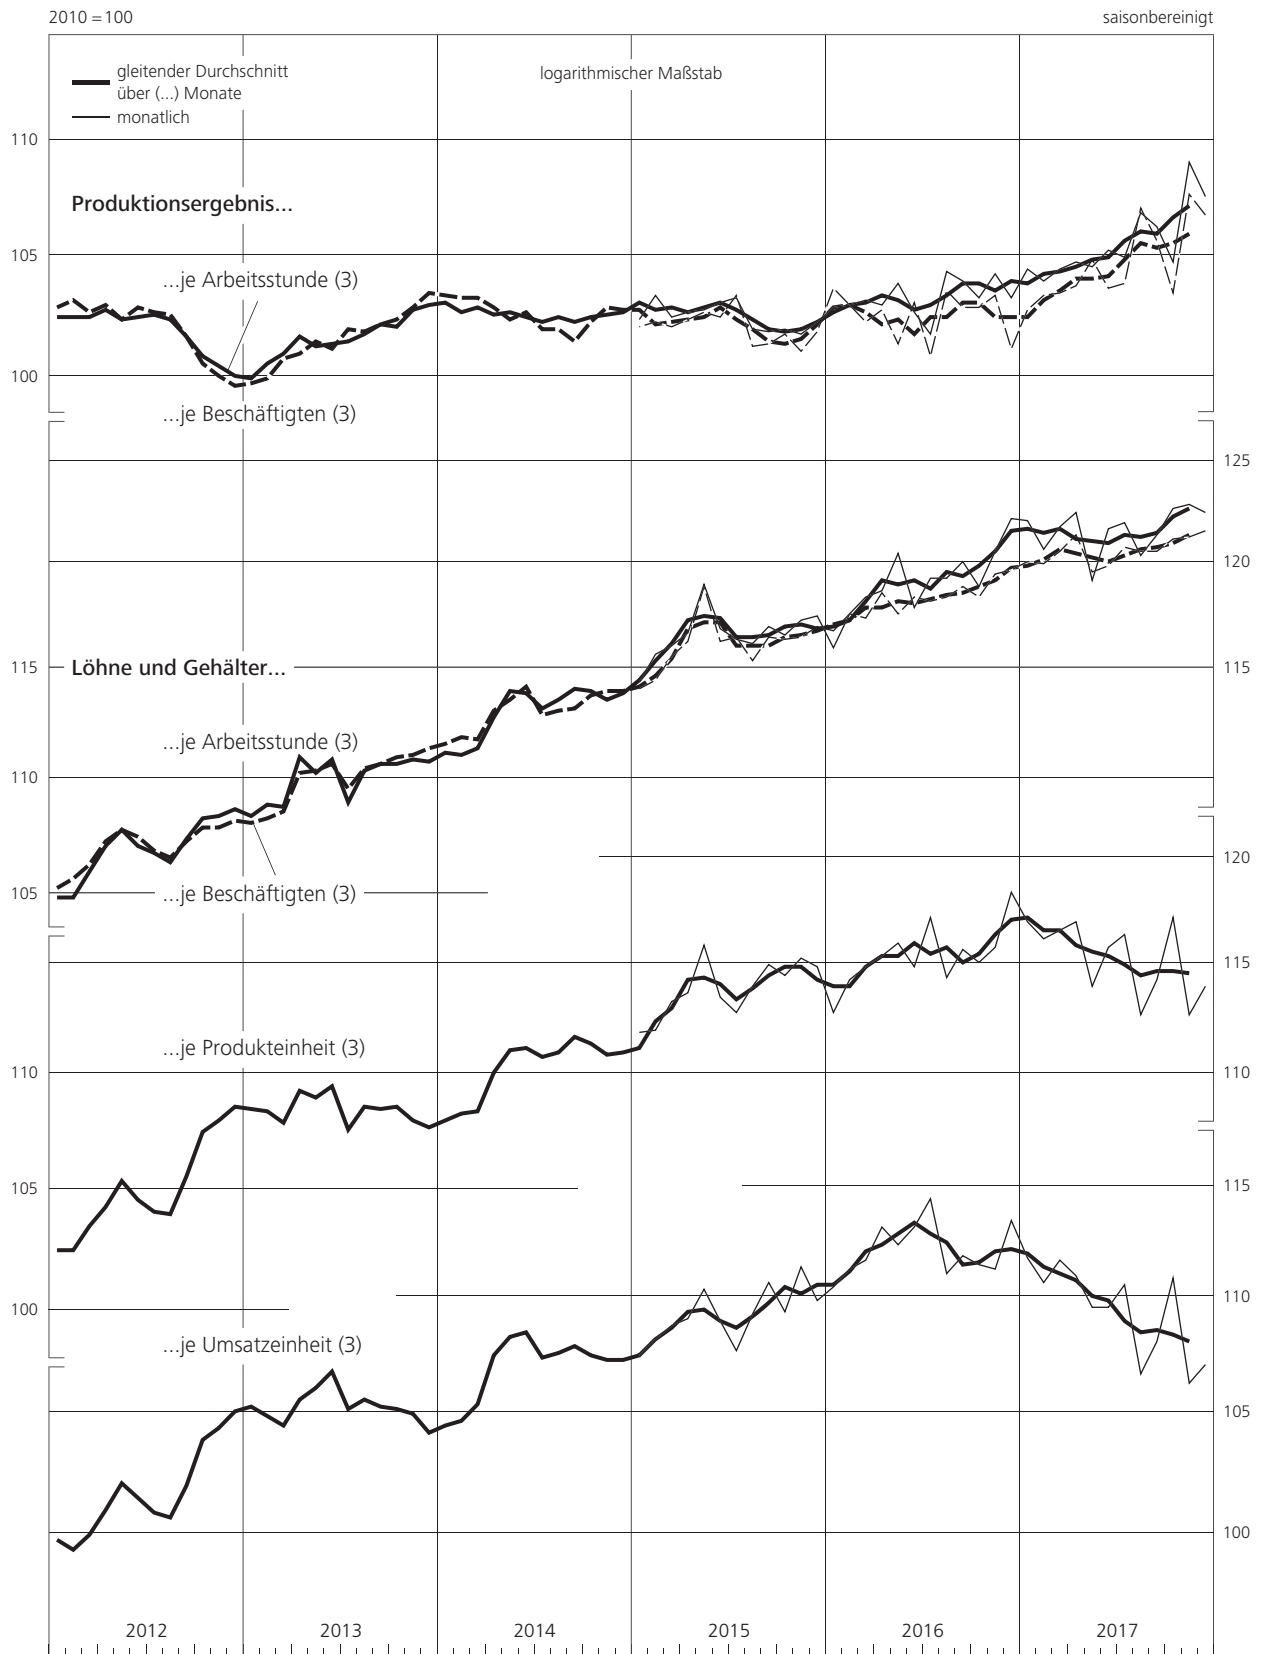 2010 = 100
saisonbereinigt
gleitender Durchschnitt
über (...) Monate
monatlich
logarithmischer Maßstab
110
Produktionsergebnis...
105
...je Arbeitsstunde (3)
100
...je Beschäftigten (3)
125
120
115
Löhne und Gehälter...
115
...je Arbeitsstunde (3)
110
120
105
...je Beschäftigten (3)
115
...je Produkteinheit (3)
110
110
105
115
100
110
...je Umsatzeinheit (3)
105
100
2012
2013
2014
2015
2016
2017